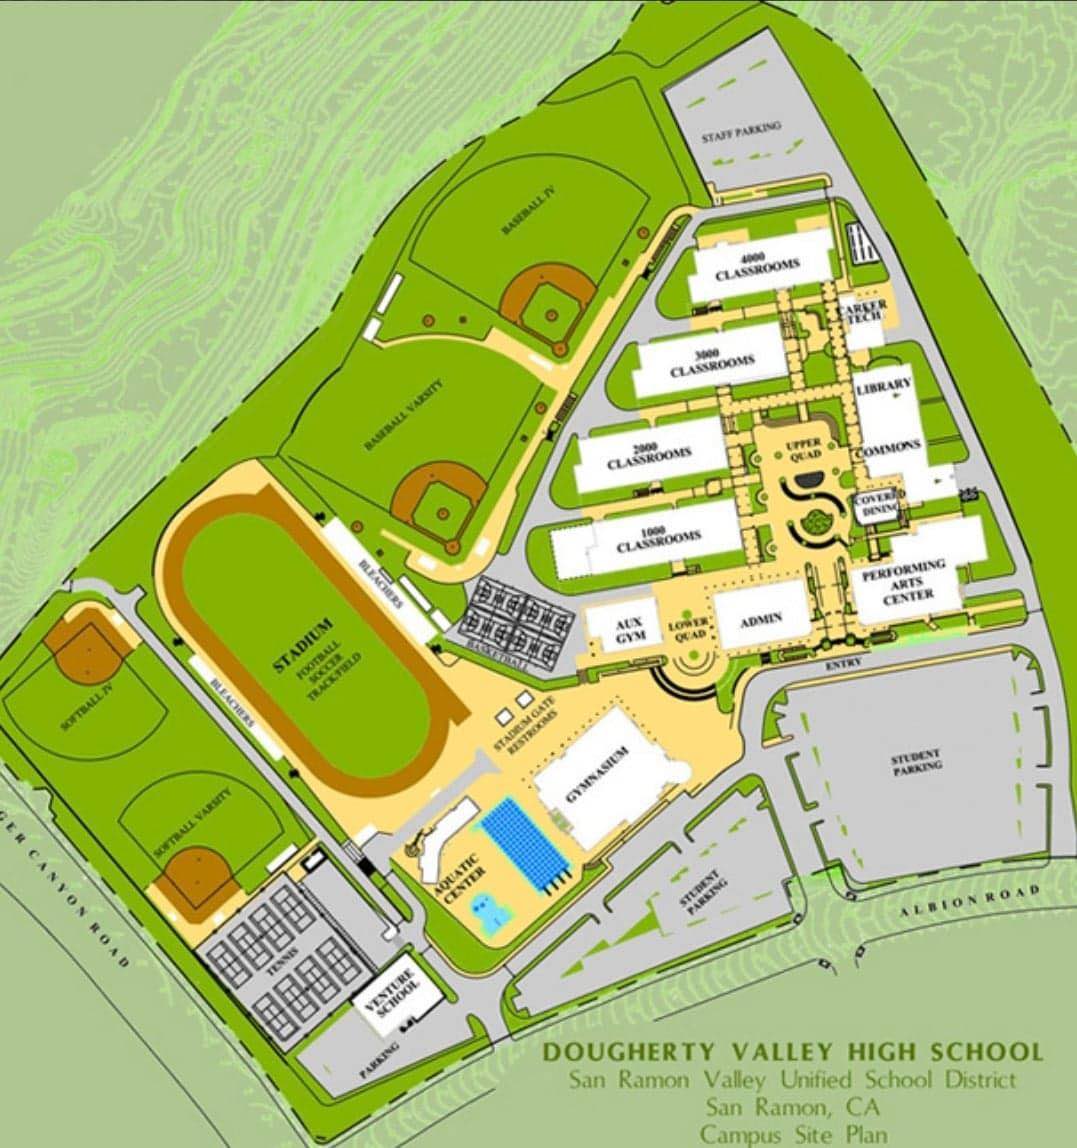 STAFF PARKING
BASEBALL JV
4000
CLASSROOMS
CARKER
TECH
3000
CLASSROOMS
LIBRARY
BASEBALL VARSITY
2000
CLASSROOMS
UPPER
QUAD
COMMONS
COVERED
DINING
1000
CLASSROOMS
BLEACHERS
PERFORMING
ARTS
CENTER
AUX
GYM
LOWER
QUAD
ADMIN
BASKETBALL
ENTRY
STADIUM
FOOTBALL
SOCCER
TRACK/FIELD
SOFTBALL JV
BLEACHERS
STADIUM GATE
RESTROOMS
GYMNASIUM
STUDENT
PARKING
SOFTBALL VARSITY
AQUATIC
CENTER
STUDENT
PARKING
ALBION ROAD
GER CANYON ROAD
TENNIS
VENTURE
SCHOOL
PARKING
DOUGHERTY VALLEY HIGH SCHOOL
San Ramon Valley Unified School District
San Ramon, CA
Campus Site Plan